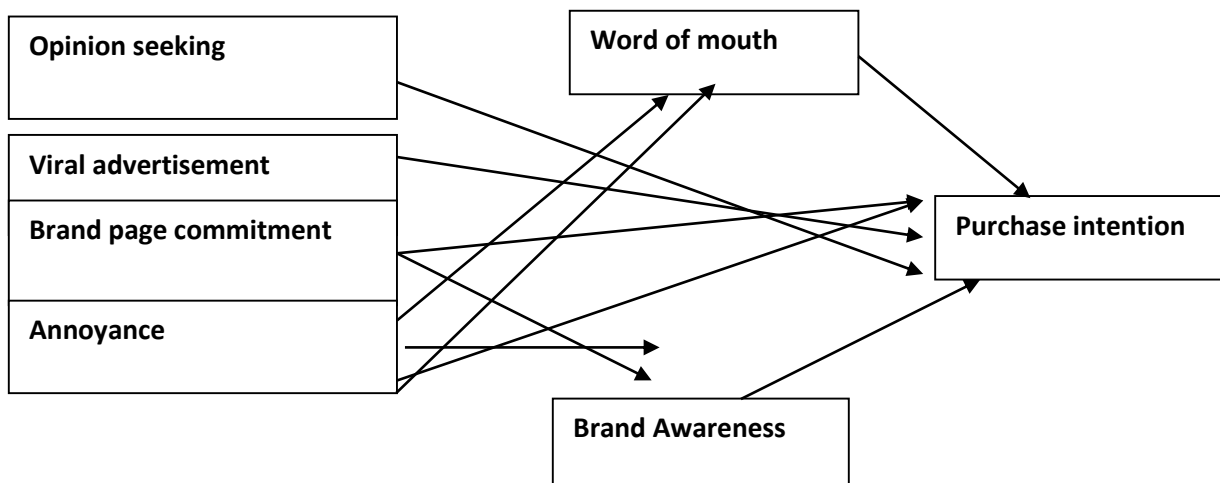 Opinion seeking
Word of mouth
Viral advertisement
Brand page commitment
Purchase intention
Annoyance
Brand Awareness